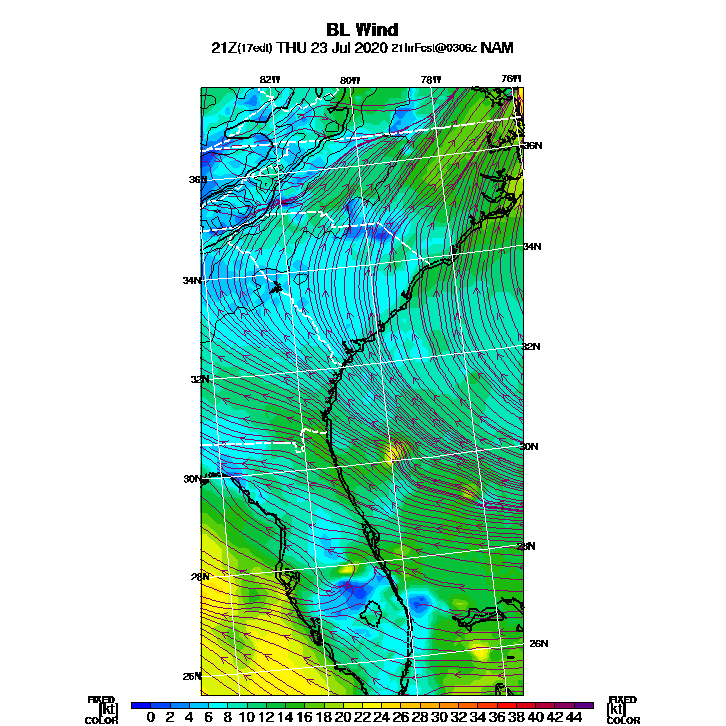 BL Wind
21Z(17edt) THU 23 Jul 2020 21hrFcst@0306z NAM
82W 80W 78W 76W
36N 36N
34N 34N
32N 32N
30N 30N
28N 28N
26N 26N
FIXED FIXED
[kt] 0 2 4 6 8 10 12 14 16 18 20 22 24 26 28 30 32 34 36 38 40 42 44 [kt]
COLOR COLOR